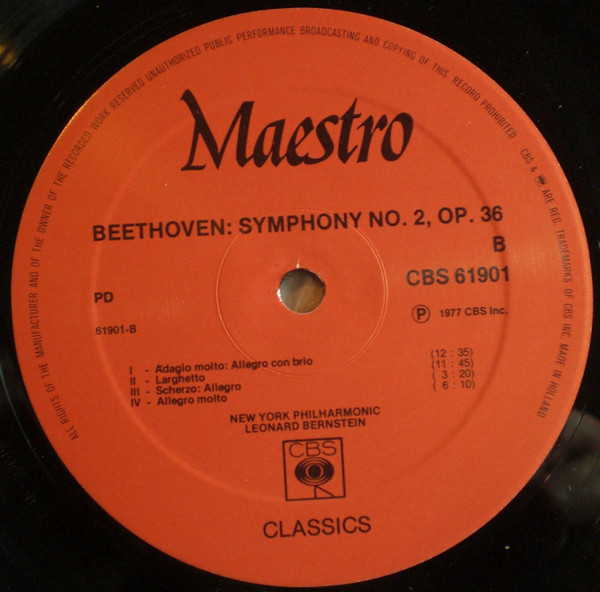 ALL RIGHTS OF THE MANUFACTURER AND OF THE OWNER OF THE RECORDED WORK RESERVED UNAUTHORIZED PUBLIC PERFORMANCE BROADCASTING AND COPYING OF THIS RECORD PROHIBITED
CBS & ARE REG. TRADEMARKS OF CBS INC. MADE IN HOLLAND
Maestro
BEETHOVEN: SYMPHONY NO. 2, OP. 36
B
PD
CBS 61901
61901-B
Ⓟ 1977 CBS Inc.
I - Adagio molto: Allegro con brio (12 : 35)
II - Larghetto (11 : 45)
III - Scherzo: Allegro ( 3 : 20)
IV - Allegro molto ( 6 : 10)
NEW YORK PHILHARMONIC
LEONARD BERNSTEIN
CBS
CLASSICS